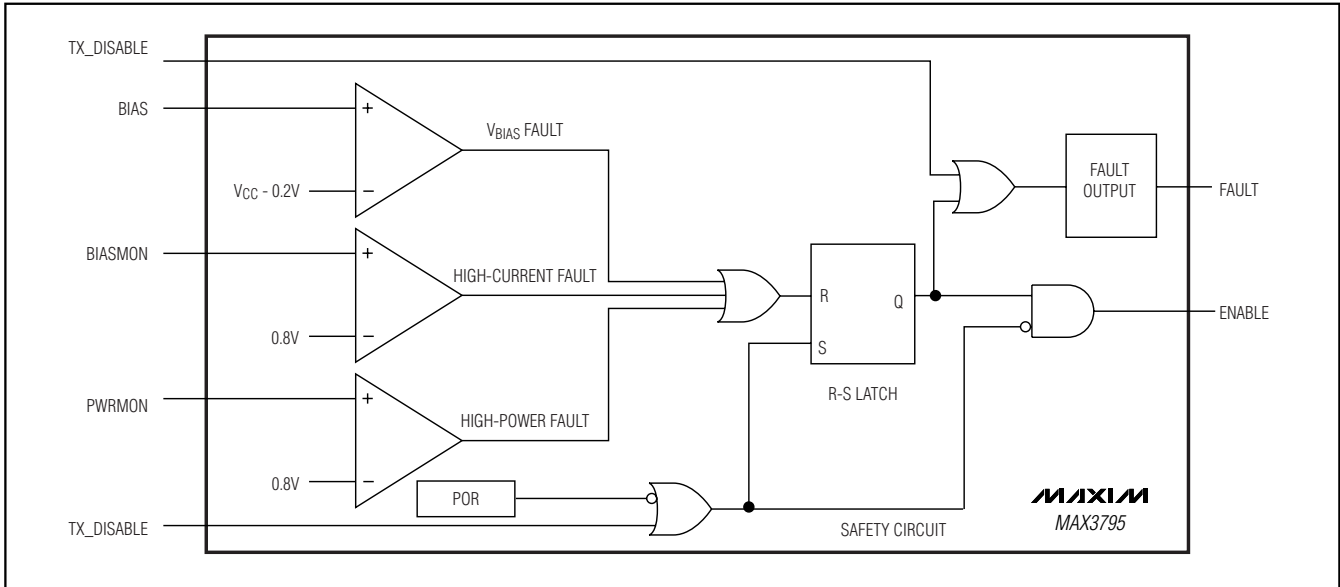 TX_DISABLE
BIAS
+
VBIAS FAULT
VCC - 0.2V
−
FAULT
OUTPUT
FAULT
BIASMON
+
HIGH-CURRENT FAULT
R
Q
ENABLE
0.8V
−
S
R-S LATCH
PWRMON
+
HIGH-POWER FAULT
0.8V
−
POR
TX_DISABLE
SAFETY CIRCUIT
MAXIM
MAX3795